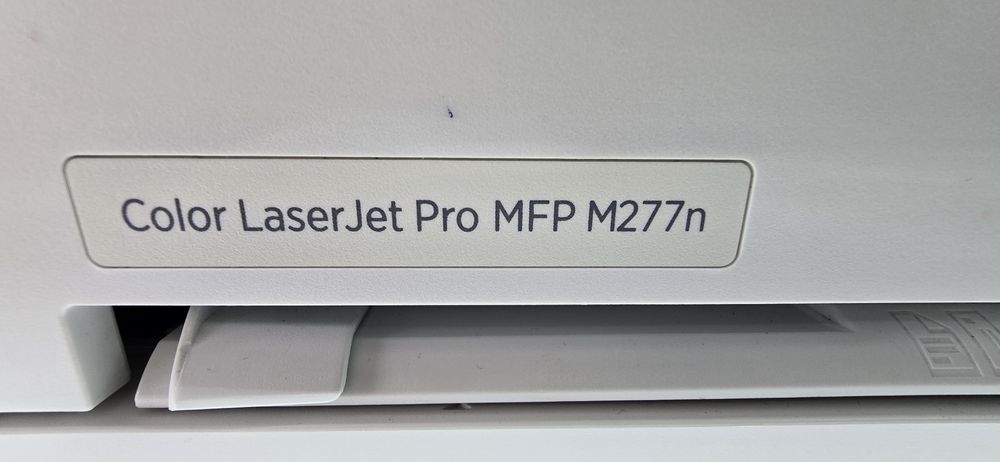 Color LaserJet Pro MFP M277n